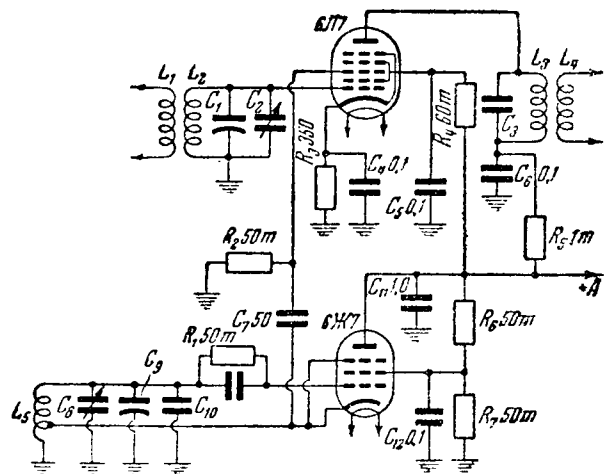 6Л7
L₁ L₂
C₁ C₂
L₃ L₄
C₃
R₃ 350
C₄ 0,1
C₅ 0,1
R₄ 60т
C₆ 0,1
R₅ 1т
R₂ 50т
+A
C₁₁ 1,0
C₇ 50
6Ж7
R₁ 50т
R₆ 50т
C₉
L₅
C₈
C₁₀
C₁₂ 0,1
R₇ 50т